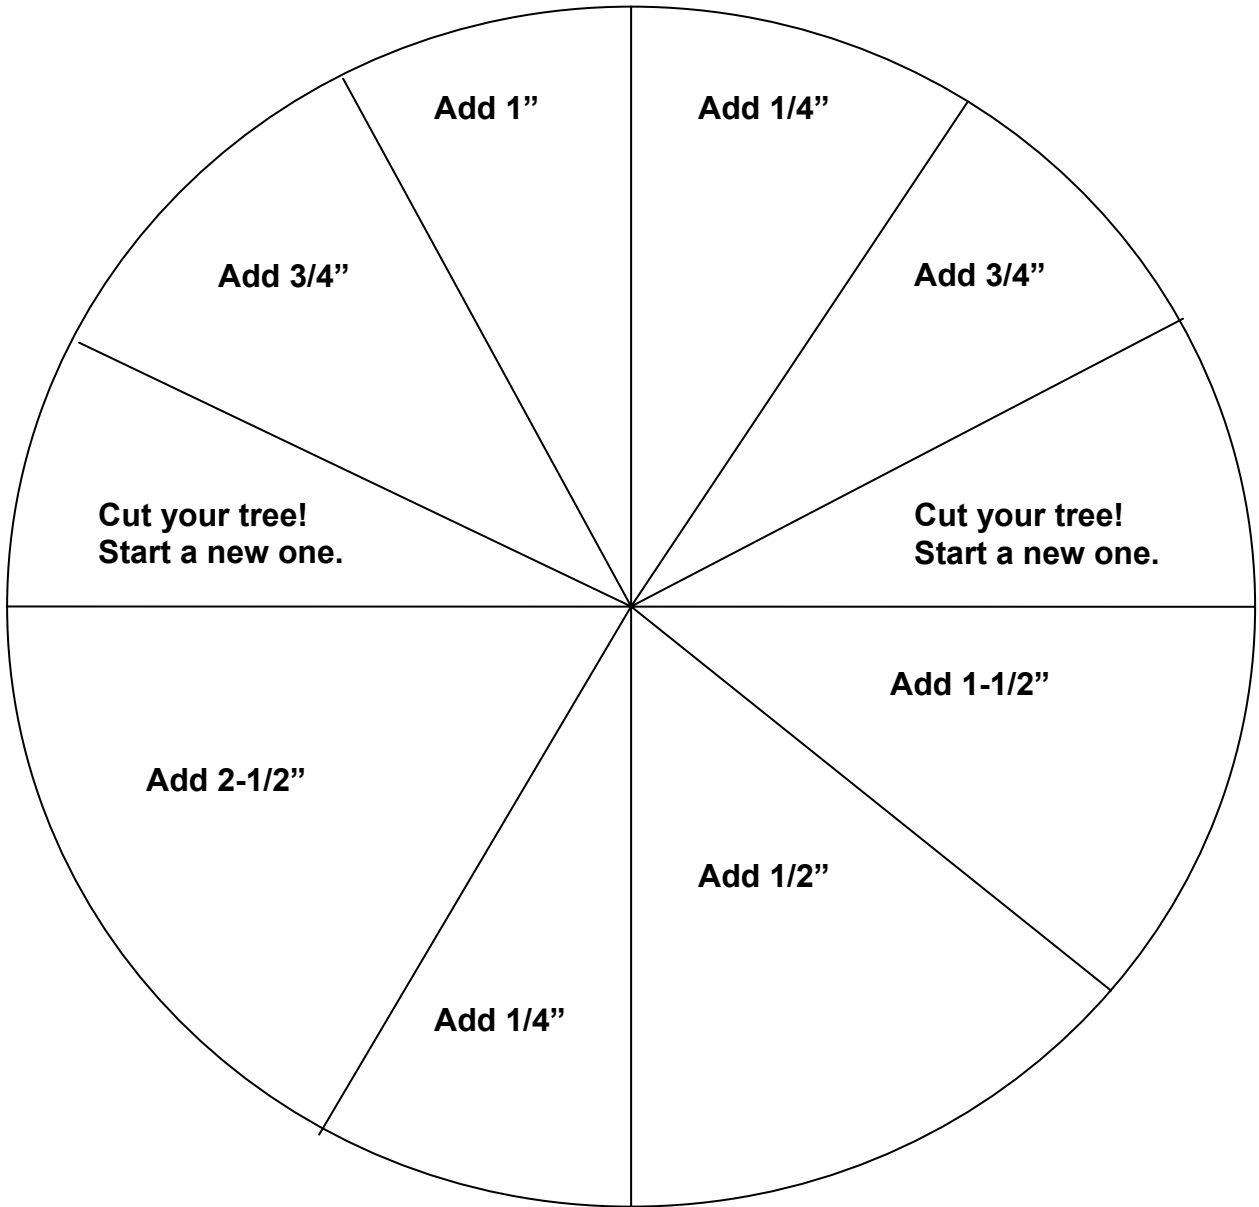 Add 1”
Add 1/4”
Add 3/4”
Add 3/4”
Cut your tree!
Start a new one.
Cut your tree!
Start a new one.
Add 1-1/2”
Add 2-1/2”
Add 1/2”
Add 1/4”